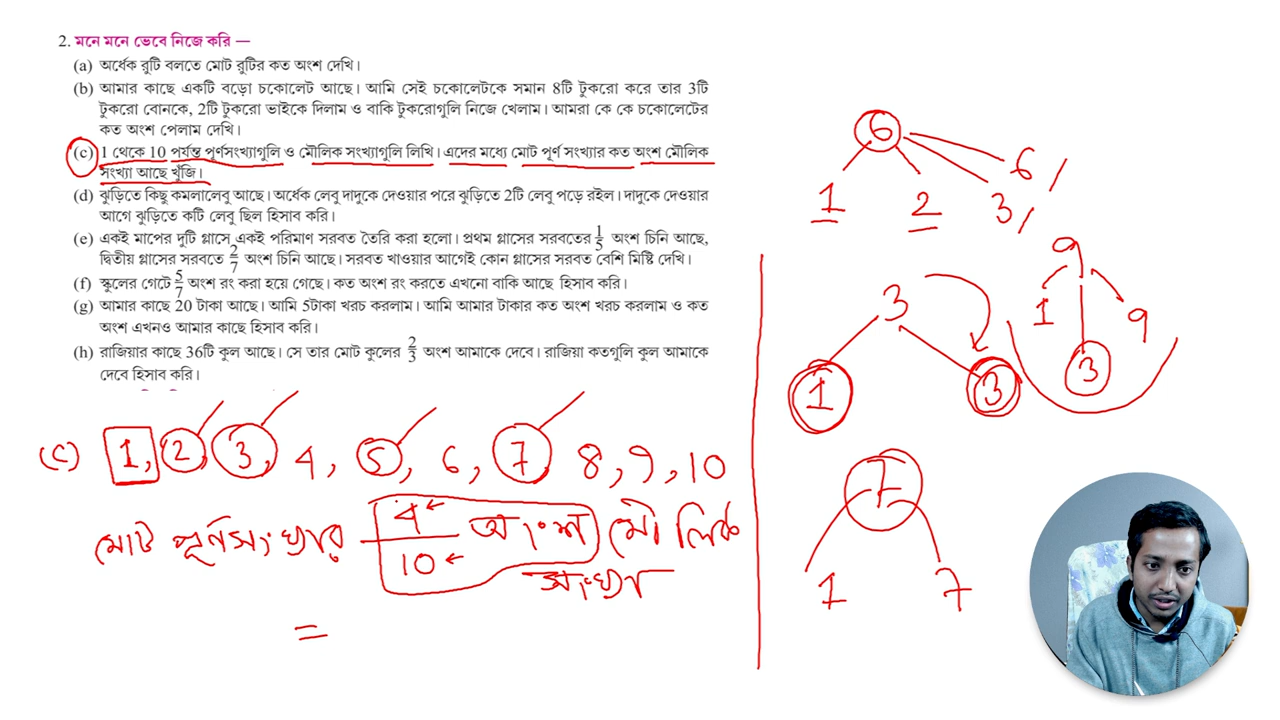 2. মনে মনে ভেবে নিজে করি —
(a) অর্ধেক রুটি বলতে মোট রুটির কত অংশ দেখি।
(b) আমার কাছে একটি বড়ো চকোলেট আছে। আমি সেই চকোলেটকে সমান 8টি টুকরো করে তার 3টি
টুকরো বোনকে, 2টি টুকরো ভাইকে দিলাম ও বাকি টুকরোগুলি নিজে খেলাম। আমরা কে কে চকোলেটের
কত অংশ পেলাম দেখি।
(c) 1 থেকে 10 পর্যন্ত পূর্ণসংখ্যাগুলি ও মৌলিক সংখ্যাগুলি লিখি। এদের মধ্যে মোট পূর্ণ সংখ্যার কত অংশ মৌলিক
সংখ্যা আছে খুঁজি।
(d) ঝুড়িতে কিছু কমলালেবু আছে। অর্ধেক লেবু দাদুকে দেওয়ার পরে ঝুড়িতে 2টি লেবু পড়ে রইল। দাদুকে দেওয়ার
আগে ঝুড়িতে কটি লেবু ছিল হিসাব করি।
(e) একই মাপের দুটি গ্লাসে একই পরিমাণ সরবত তৈরি করা হলো। প্রথম গ্লাসের সরবতের 1/5 অংশ চিনি আছে,
দ্বিতীয় গ্লাসের সরবতে 2/7 অংশ চিনি আছে। সরবত খাওয়ার আগেই কোন গ্লাসের সরবত বেশি মিষ্টি দেখি।
(f) স্কুলের গেটে 5/7 অংশ রং করা হয়ে গেছে। কত অংশ রং করতে এখনো বাকি আছে হিসাব করি।
(g) আমার কাছে 20 টাকা আছে। আমি 5টাকা খরচ করলাম। আমি আমার টাকার কত অংশ খরচ করলাম ও কত
অংশ এখনও আমার কাছে হিসাব করি।
(h) রাজিয়ার কাছে 36টি কুল আছে। সে তার মোট কুলের 2/3 অংশ আমাকে দেবে। রাজিয়া কতগুলি কুল আমাকে
দেবে হিসাব করি।
(c) 1, 2, 3, 4, 5, 6, 7, 8, 9, 10
মোট পূর্ণসংখ্যার 4/10 অংশ মৌলিক
সংখ্যা
=
6
1 2 3 6
3
1 3
9
1 3 9
7
1 7